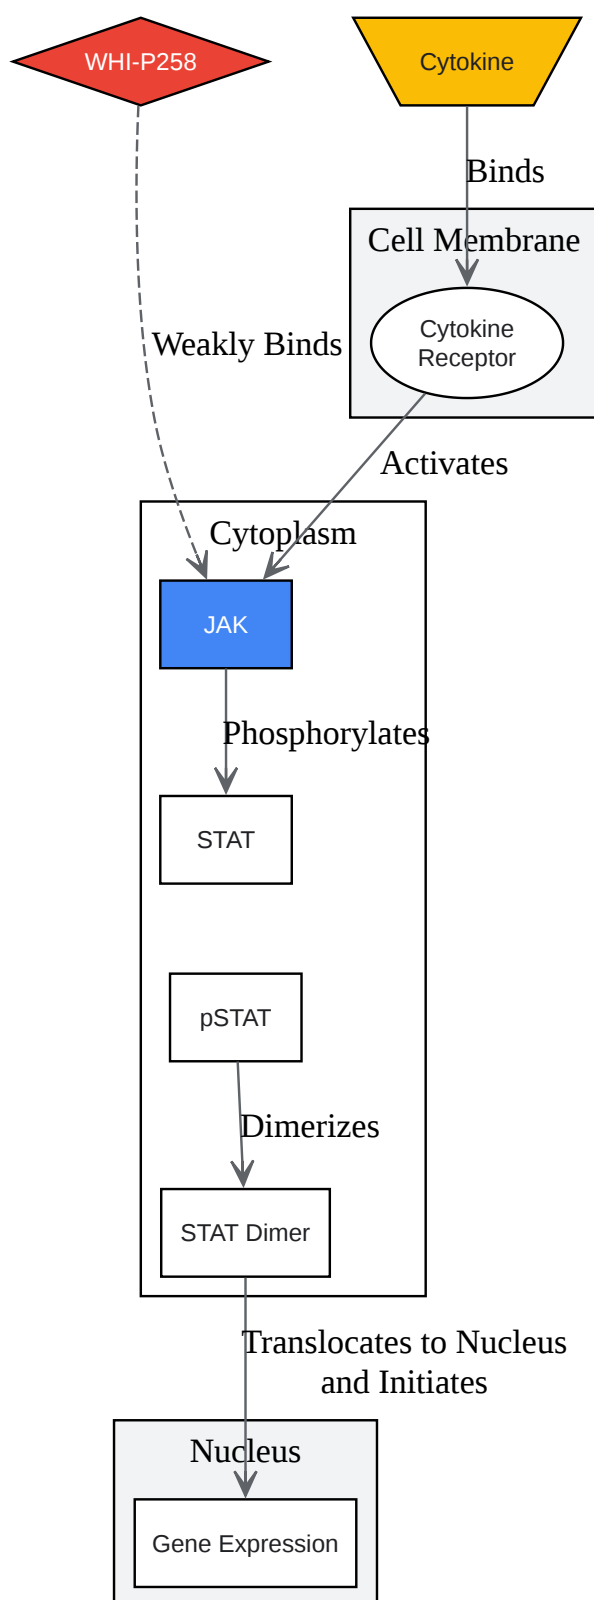 WHI-P258
Cytokine
Binds
Cell Membrane
Cytokine
Receptor
Weakly Binds
Activates
Cytoplasm
JAK
Phosphorylates
STAT
pSTAT
Dimerizes
STAT Dimer
Translocates to Nucleus
and Initiates
Nucleus
Gene Expression